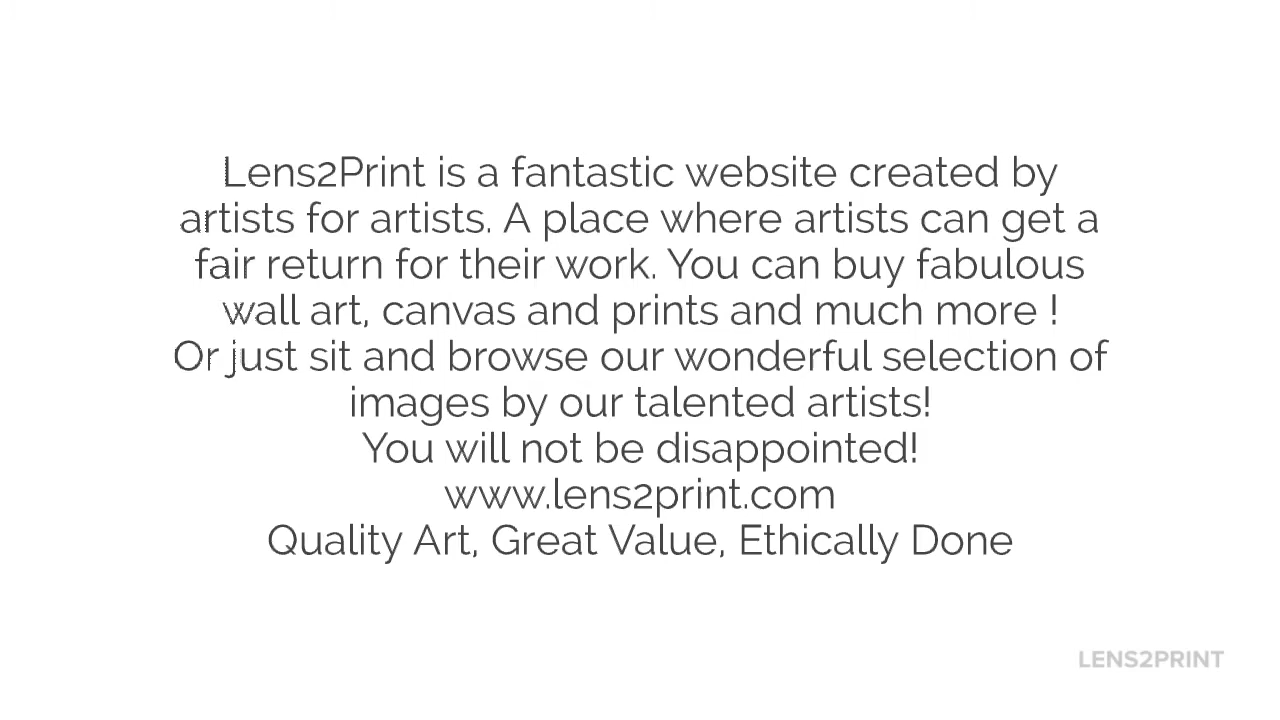 Lens2Print is a fantastic website created by
artists for artists. A place where artists can get a
fair return for their work. You can buy fabulous
wall art, canvas and prints and much more !
Or just sit and browse our wonderful selection of
images by our talented artists!
You will not be disappointed!
www.lens2print.com
Quality Art, Great Value, Ethically Done
LENS2PRINT